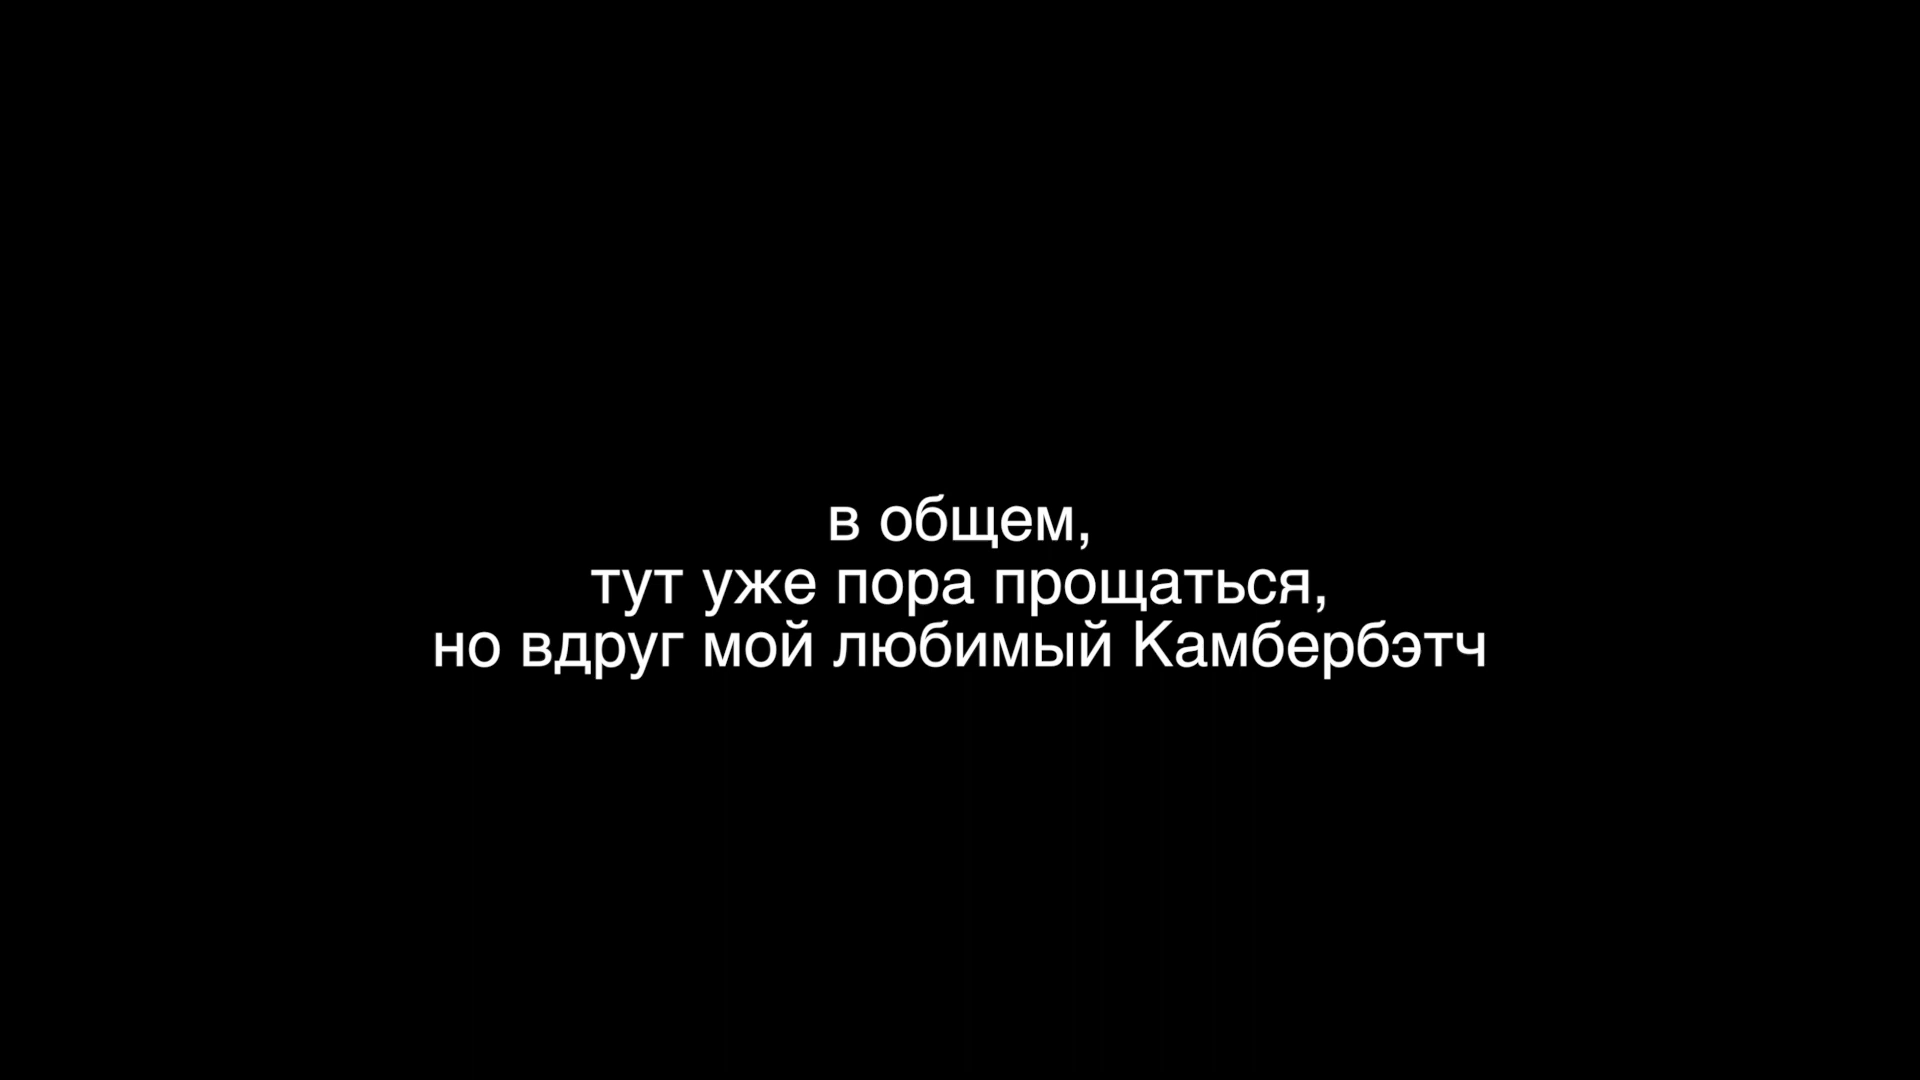 в общем,
тут уже пора прощаться,
но вдруг мой любимый Камбербэтч